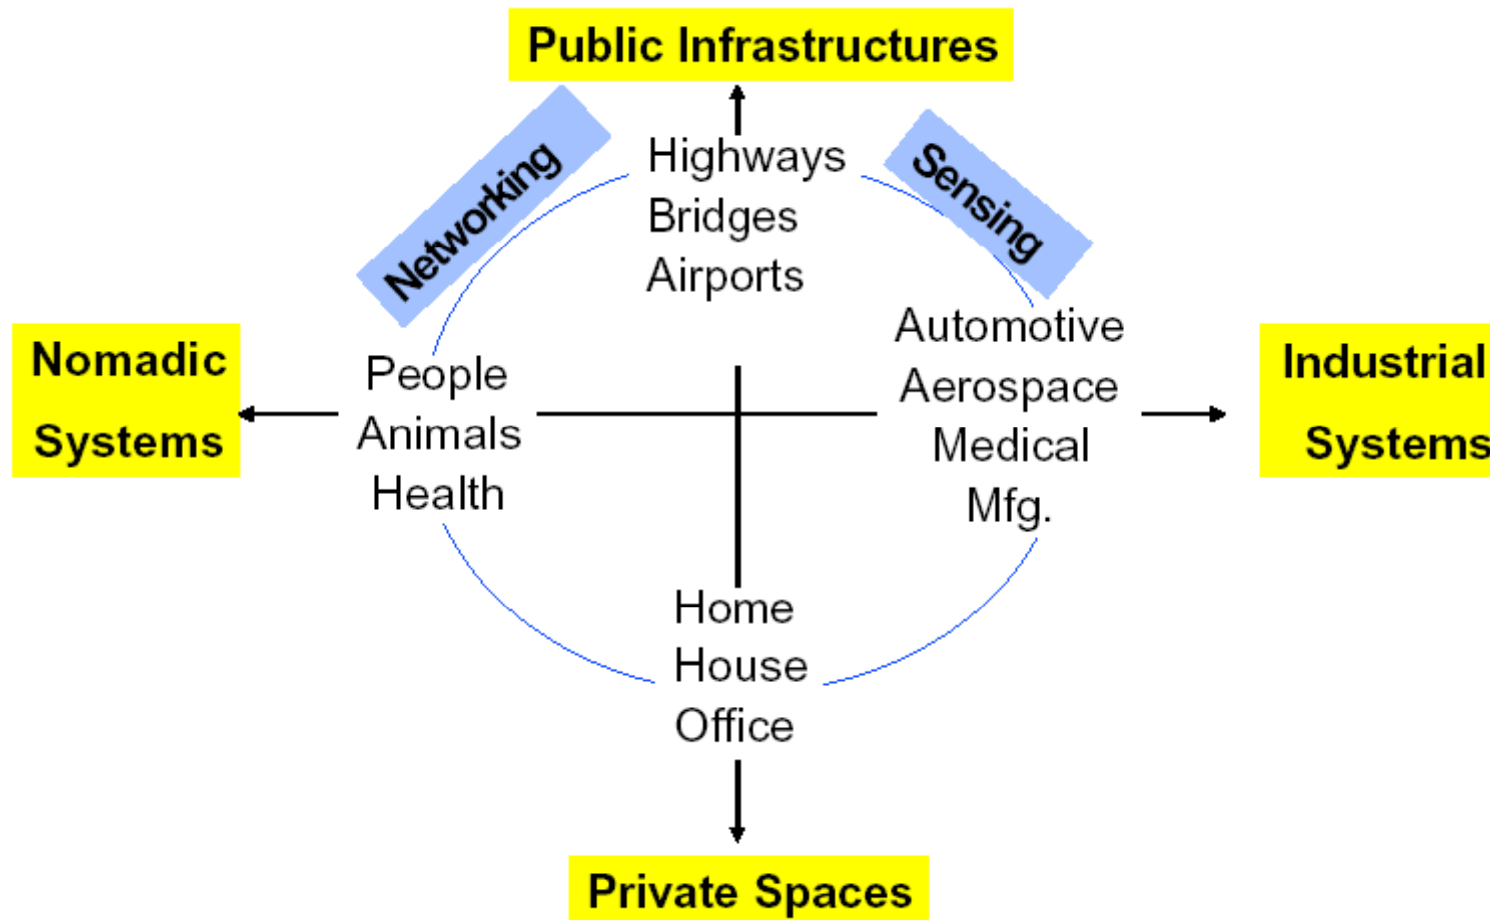 Public Infrastructures
Networking
Sensing
Highways
Bridges
Airports
Nomadic
Systems
People
Animals
Health
Automotive
Aerospace
Medical
Mfg.
Industrial
Systems
Home
House
Office
Private Spaces